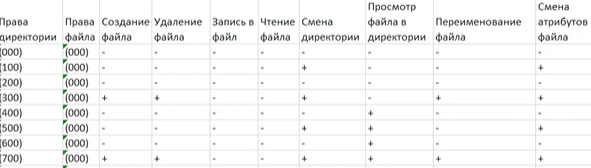 Права директории | Права файла | Создание файла | Удаление файла | Запись в файл | Чтение файла | Смена директории | Просмотр файла в директории | Переименование файла | Смена атрибутов файла
(000) | (000) | - | - | - | - | - | - | - | -
(100) | (000) | - | - | - | - | + | - | - | +
(200) | (000) | - | - | - | - | - | - | - | -
(300) | (000) | + | + | - | - | + | - | + | +
(400) | (000) | - | - | - | - | - | + | - | -
(500) | (000) | - | - | - | - | + | + | - | +
(600) | (000) | - | - | - | - | - | + | - | -
(700) | (000) | + | + | - | - | + | + | + | +